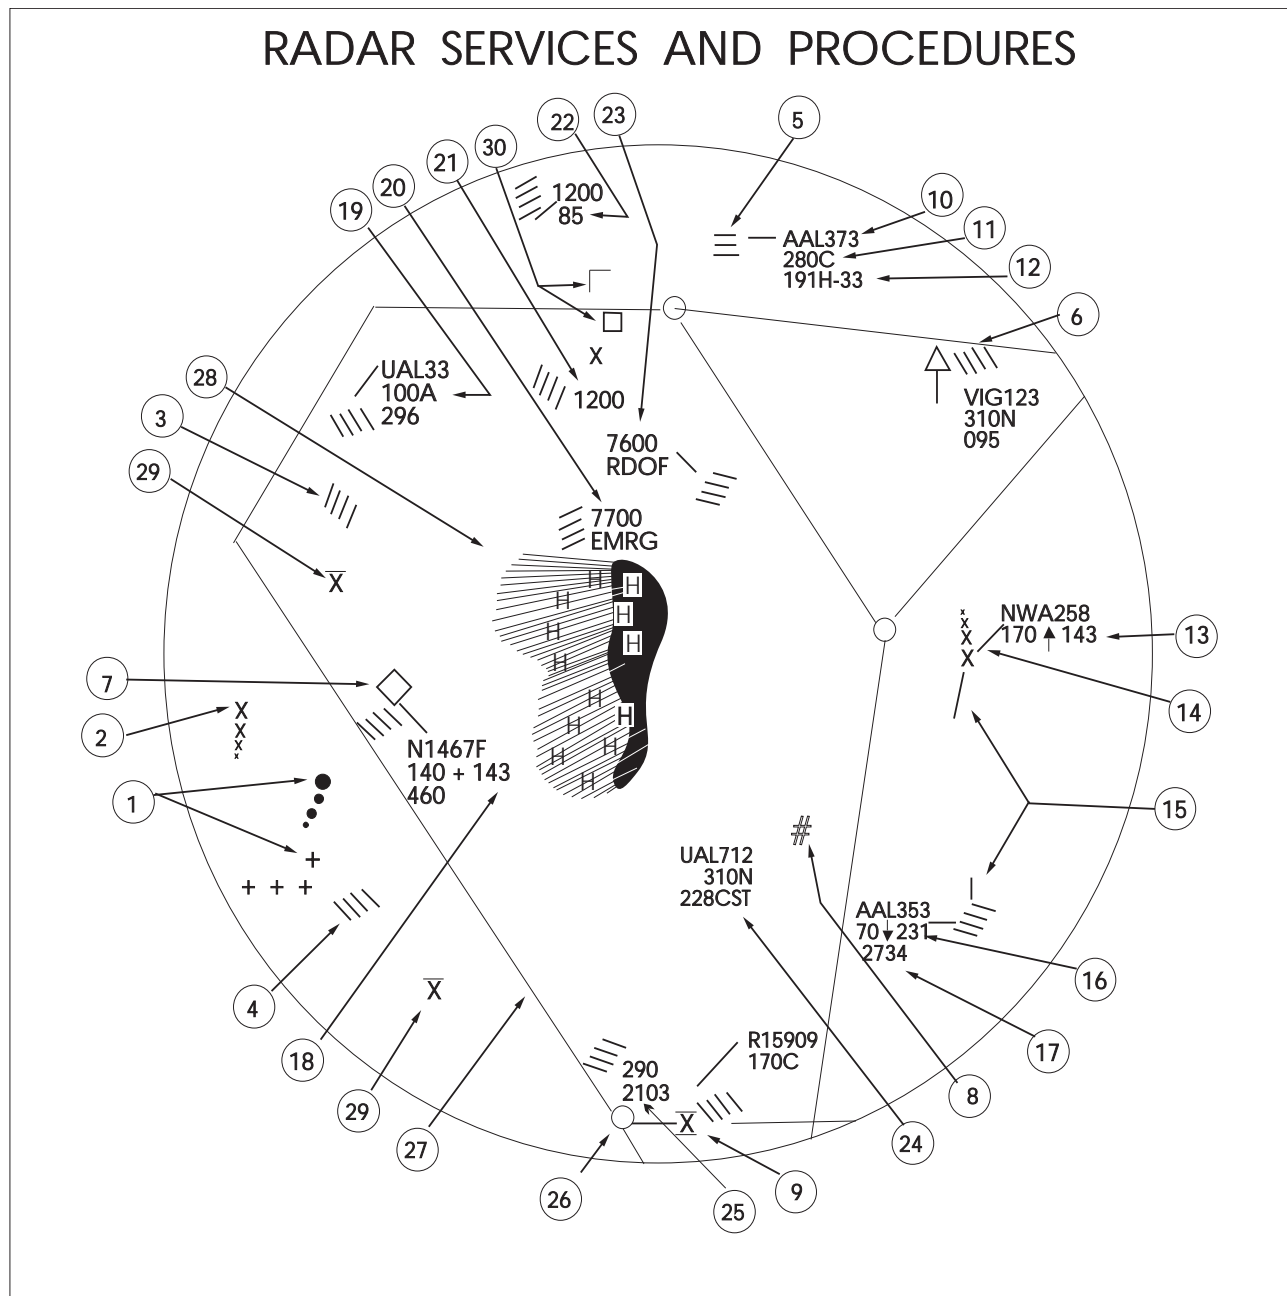 RADAR SERVICES AND PROCEDURES
23
22
5
30
21
20
19
1200
85
10
AAL373
11
280C
12
191H-33
6
X
UAL33
100A
296
28
1200
VIG123
310N
095
3
7600
RDOF
29
7700
EMRG
X
H
H
H
H
H
H
H
H
H
H
H
H
H
H
x
x
x
X
NWA258
170 143
13
7
2
X
X
x
x
14
N1467F
140 + 143
460
1
+
+ + +
15
#
UAL712
310N
228CST
AAL353
70 231
2734
16
4
X
18
R15909
170C
17
290
2103
8
29
27
X
24
26
25
9